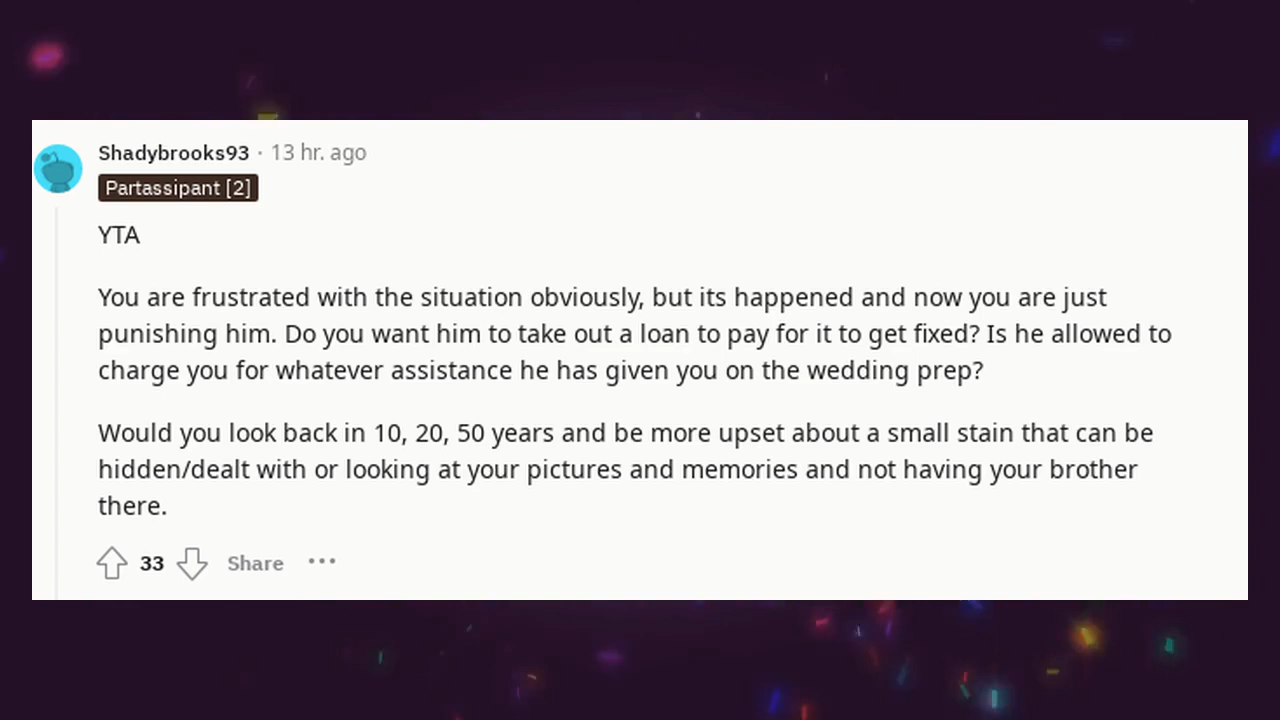 Shadybrooks93 · 13 hr. ago
Partassipant [2]
YTA
You are frustrated with the situation obviously, but its happened and now you are just
punishing him. Do you want him to take out a loan to pay for it to get fixed? Is he allowed to
charge you for whatever assistance he has given you on the wedding prep?
Would you look back in 10, 20, 50 years and be more upset about a small stain that can be
hidden/dealt with or looking at your pictures and memories and not having your brother
there.
33 Share •••